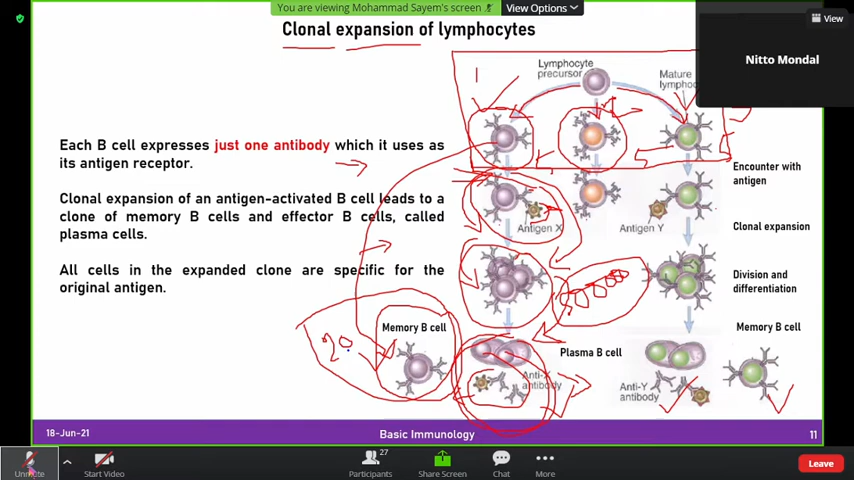 You are viewing Mohammad Sayem's screen
View Options
View
Clonal expansion of lymphocytes
Nitto Mondal
Lymphocyte
precursor
Mature
Each B cell expresses just one antibody which it uses as
its antigen receptor.
Encounter with
antigen
Clonal expansion of an antigen-activated B cell leads to a
clone of memory B cells and effector B cells, called
plasma cells.
Antigen X
Antigen Y
Clonal expansion
All cells in the expanded clone are specific for the
original antigen.
Division and
differentiation
Memory B cell
Plasma B cell
Memory B cell
Anti-X
antibody
Anti-Y
antibody
20
18-Jun-21
Basic Immunology
11
27
Unmute
Start Video
Participants
Share Screen
Chat
More
Leave